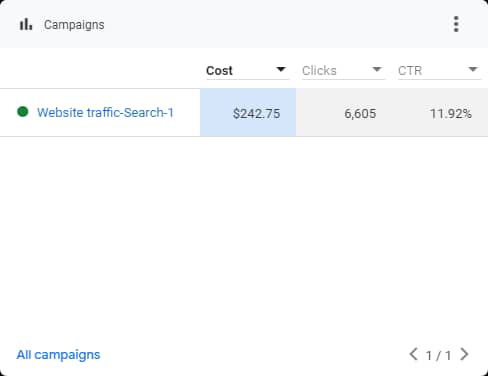 Campaigns
Cost Clicks CTR
Website traffic-Search-1 $242.75 6,605 11.92%
All campaigns 1 / 1